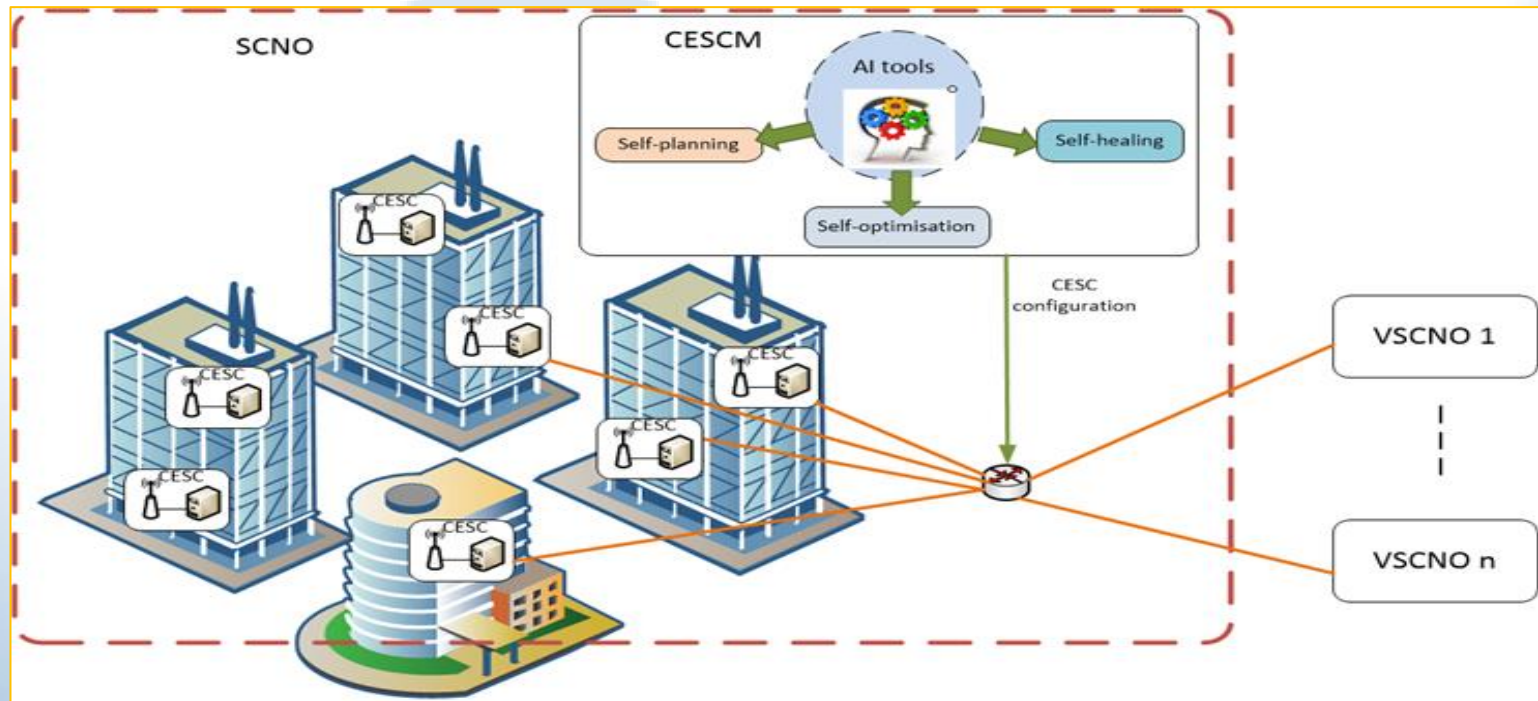 SCNO
CESCM
AI tools
Self-planning
Self-healing
Self-optimisation
CESC
configuration
CESC
CESC
CESC
CESC
CESC
CESC
CESC
VSCNO 1
VSCNO n